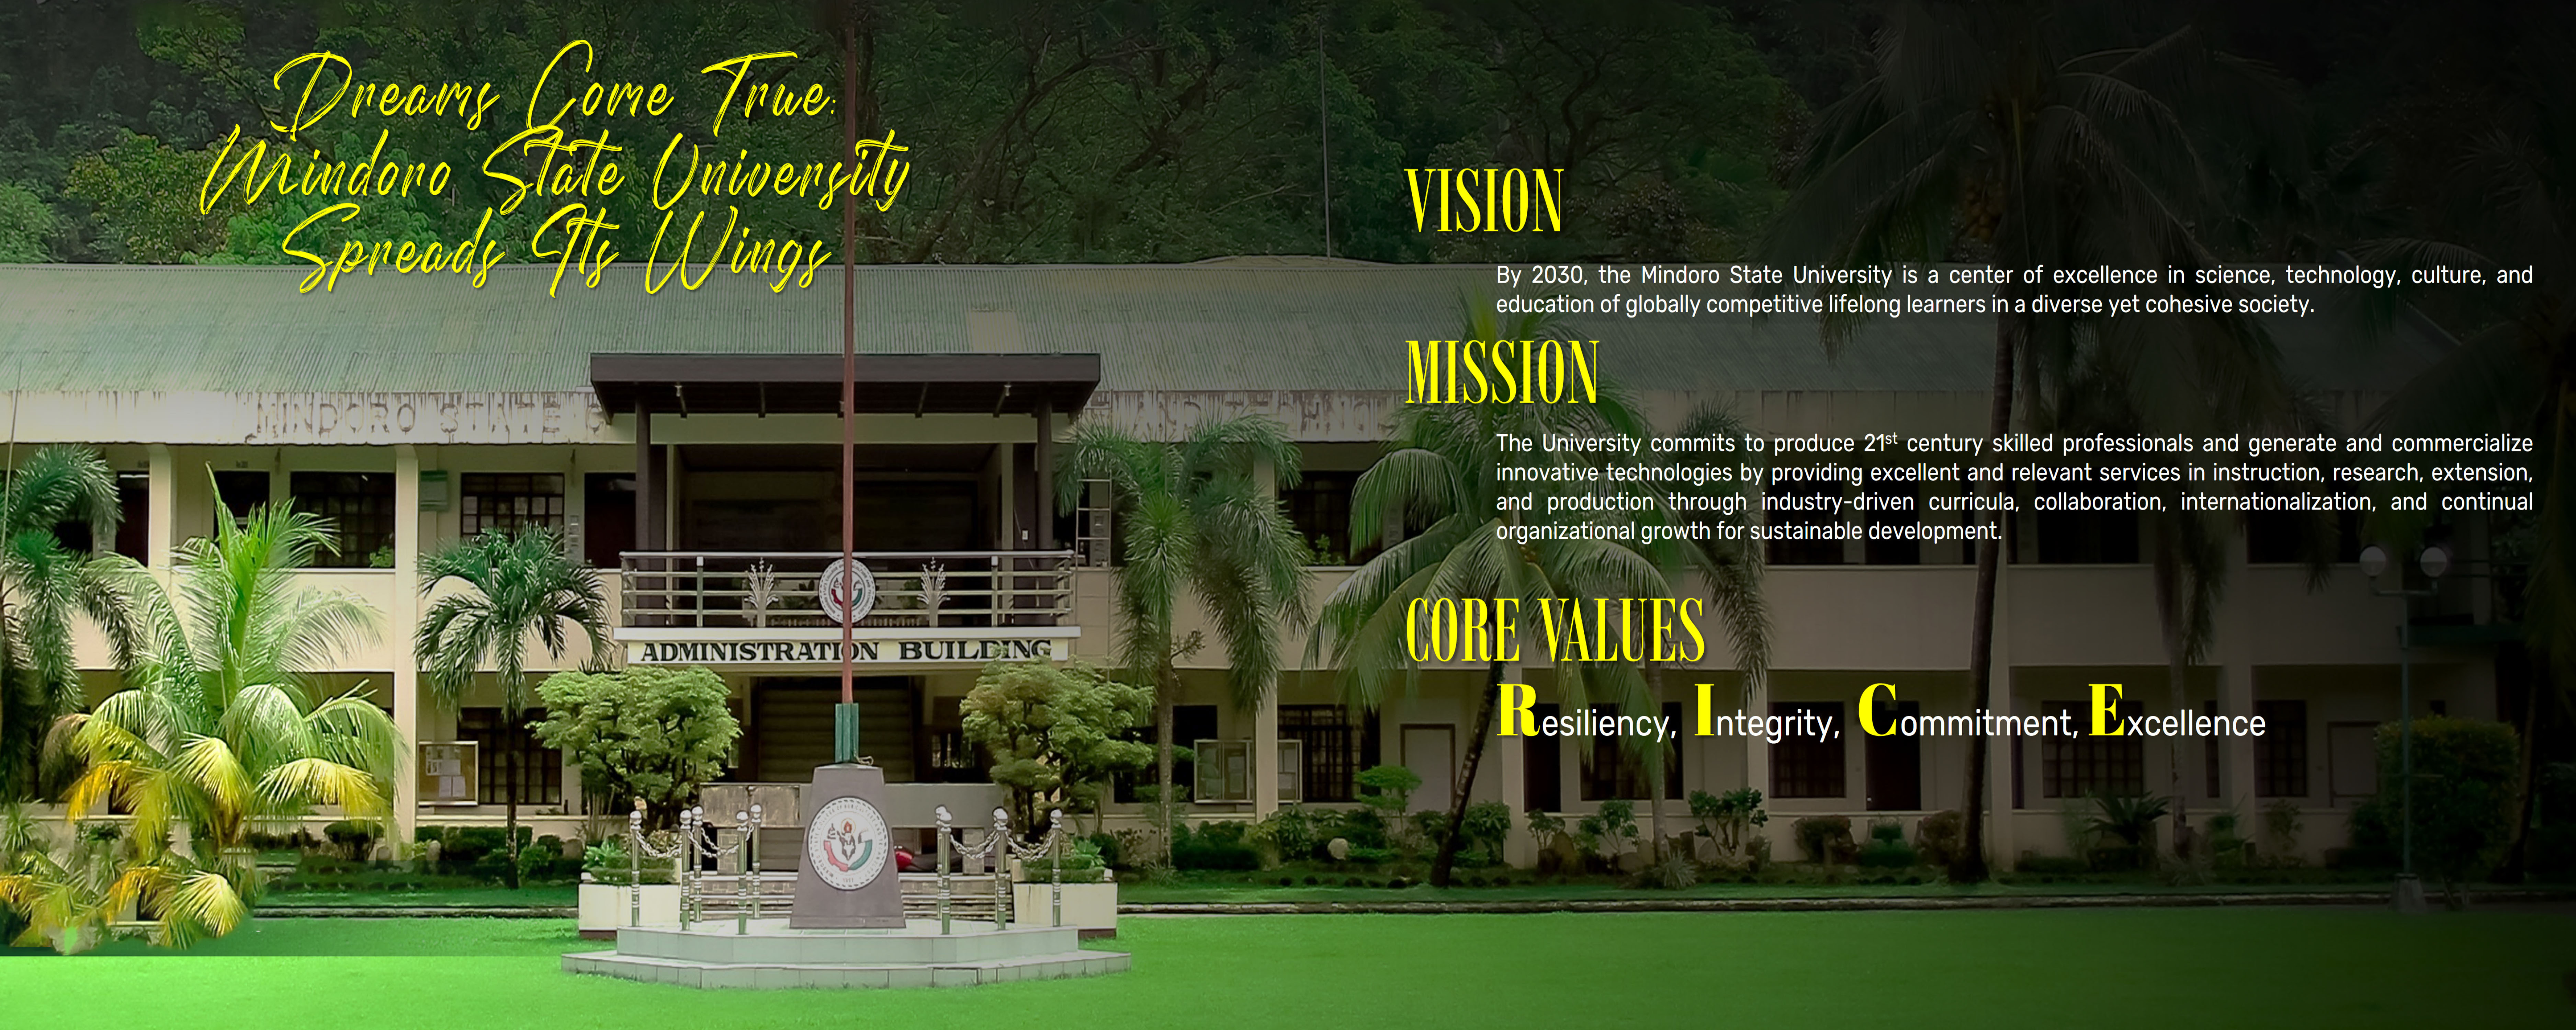 Dreams Come True:
Mindoro State University
Spreads Its Wings
VISION
By 2030, the Mindoro State University is a center of excellence in science, technology, culture, and
education of globally competitive lifelong learners in a diverse yet cohesive society.
MISSION
The University commits to produce 21st century skilled professionals and generate and commercialize
innovative technologies by providing excellent and relevant services in instruction, research, extension,
and production through industry-driven curricula, collaboration, internationalization, and continual
organizational growth for sustainable development.
CORE VALUES
Resiliency, Integrity, Commitment, Excellence
MINDORO STATE
ADMINISTRATION BUILDING